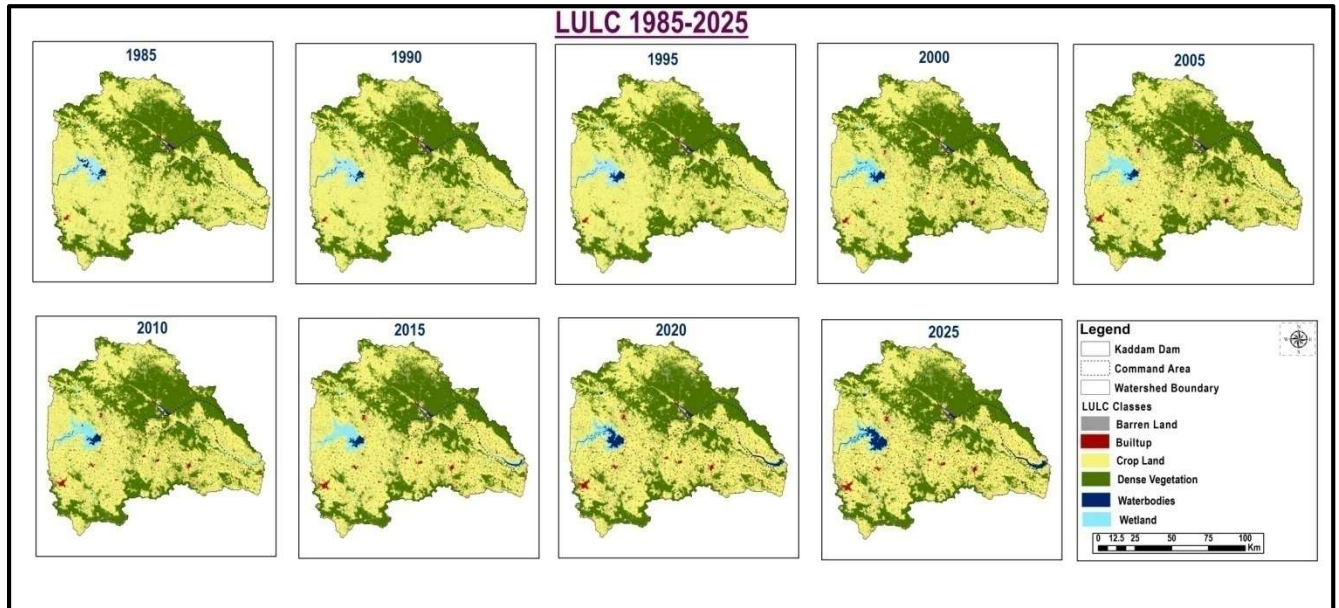 LULC 1985-2025
1985
1990
1995
2000
2005
2010
2015
2020
2025
Legend
Kaddam Dam
Command Area
Watershed Boundary
LULC Classes
Barren Land
Builtup
Crop Land
Dense Vegetation
Waterbodies
Wetland
N
W E
S
0 12.5 25 50 75 100
Km